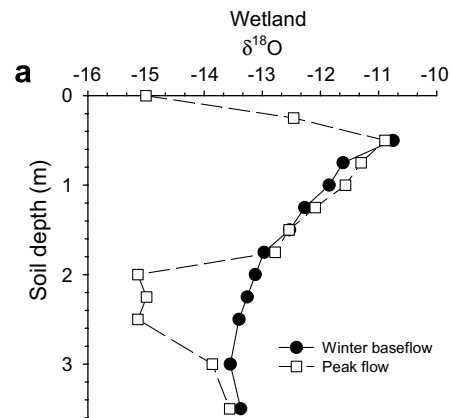 Wetland
δ¹⁸O
a
-16 -15 -14 -13 -12 -11 -10
0
1
2
3
Soil depth (m)
Winter baseflow
Peak flow